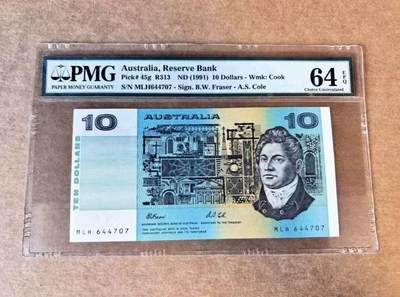 PMG
PAPER MONEY GUARANTY
Australia, Reserve Bank
Pick# 45g R313 ND (1991) 10 Dollars - Wmk: Cook
S/N MLH644707 - Sign. B.W. Fraser - A.S. Cole
64 EPQ
Choice Uncirculated
10
AUSTRALIA
10
TEN DOLLARS
MLH 644707
MLH 644707